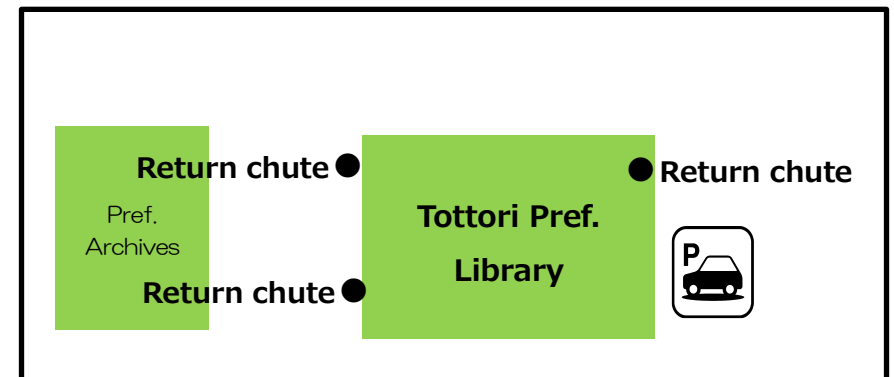 Return chute
Return chute
Pref.
Archives
Tottori Pref.
Library
P
Return chute